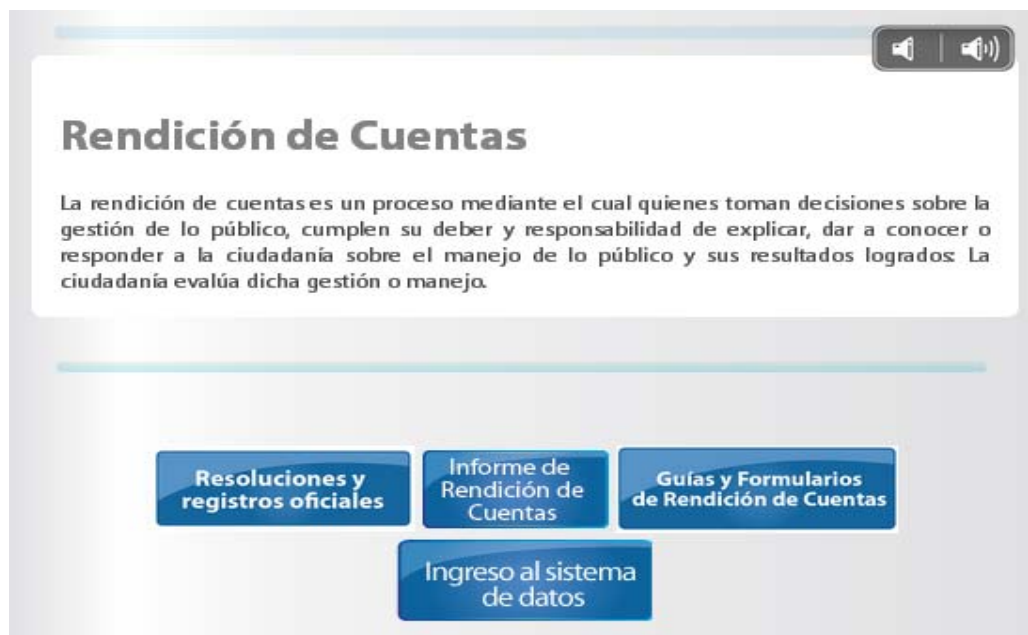 Rendición de Cuentas
La rendición de cuentas es un proceso mediante el cual quienes toman decisiones sobre la
gestión de lo público, cumplen su deber y responsabilidad de explicar, dar a conocer o
responder a la ciudadanía sobre el manejo de lo público y sus resultados logrados: La
ciudadanía evalúa dicha gestión o manejo.
Resoluciones y
registros oficiales
Informe de
Rendición de
Cuentas
Guías y Formularios
de Rendición de Cuentas
Ingreso al sistema
de datos